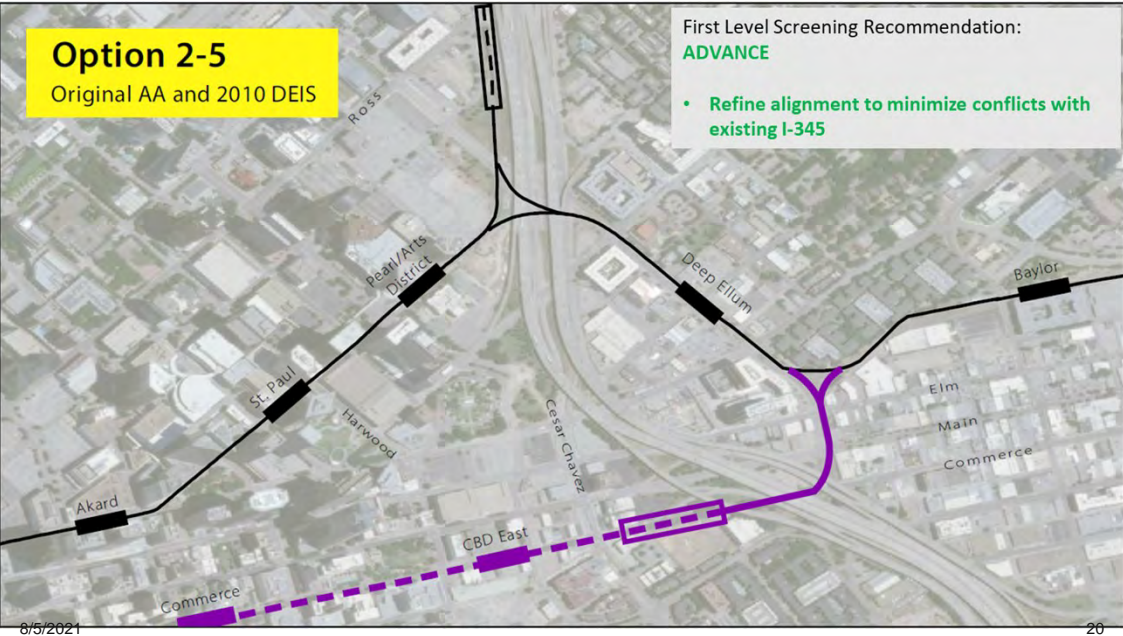 Option 2-5
Original AA and 2010 DEIS
First Level Screening Recommendation:
ADVANCE
• Refine alignment to minimize conflicts with
existing I-345
Ross
Pearl/Arts
District
Deep Ellum
Baylor
St. Paul
Harwood
Cesar Chavez
Elm
Main
Commerce
Akard
CBD East
Commerce
8/5/2021
20